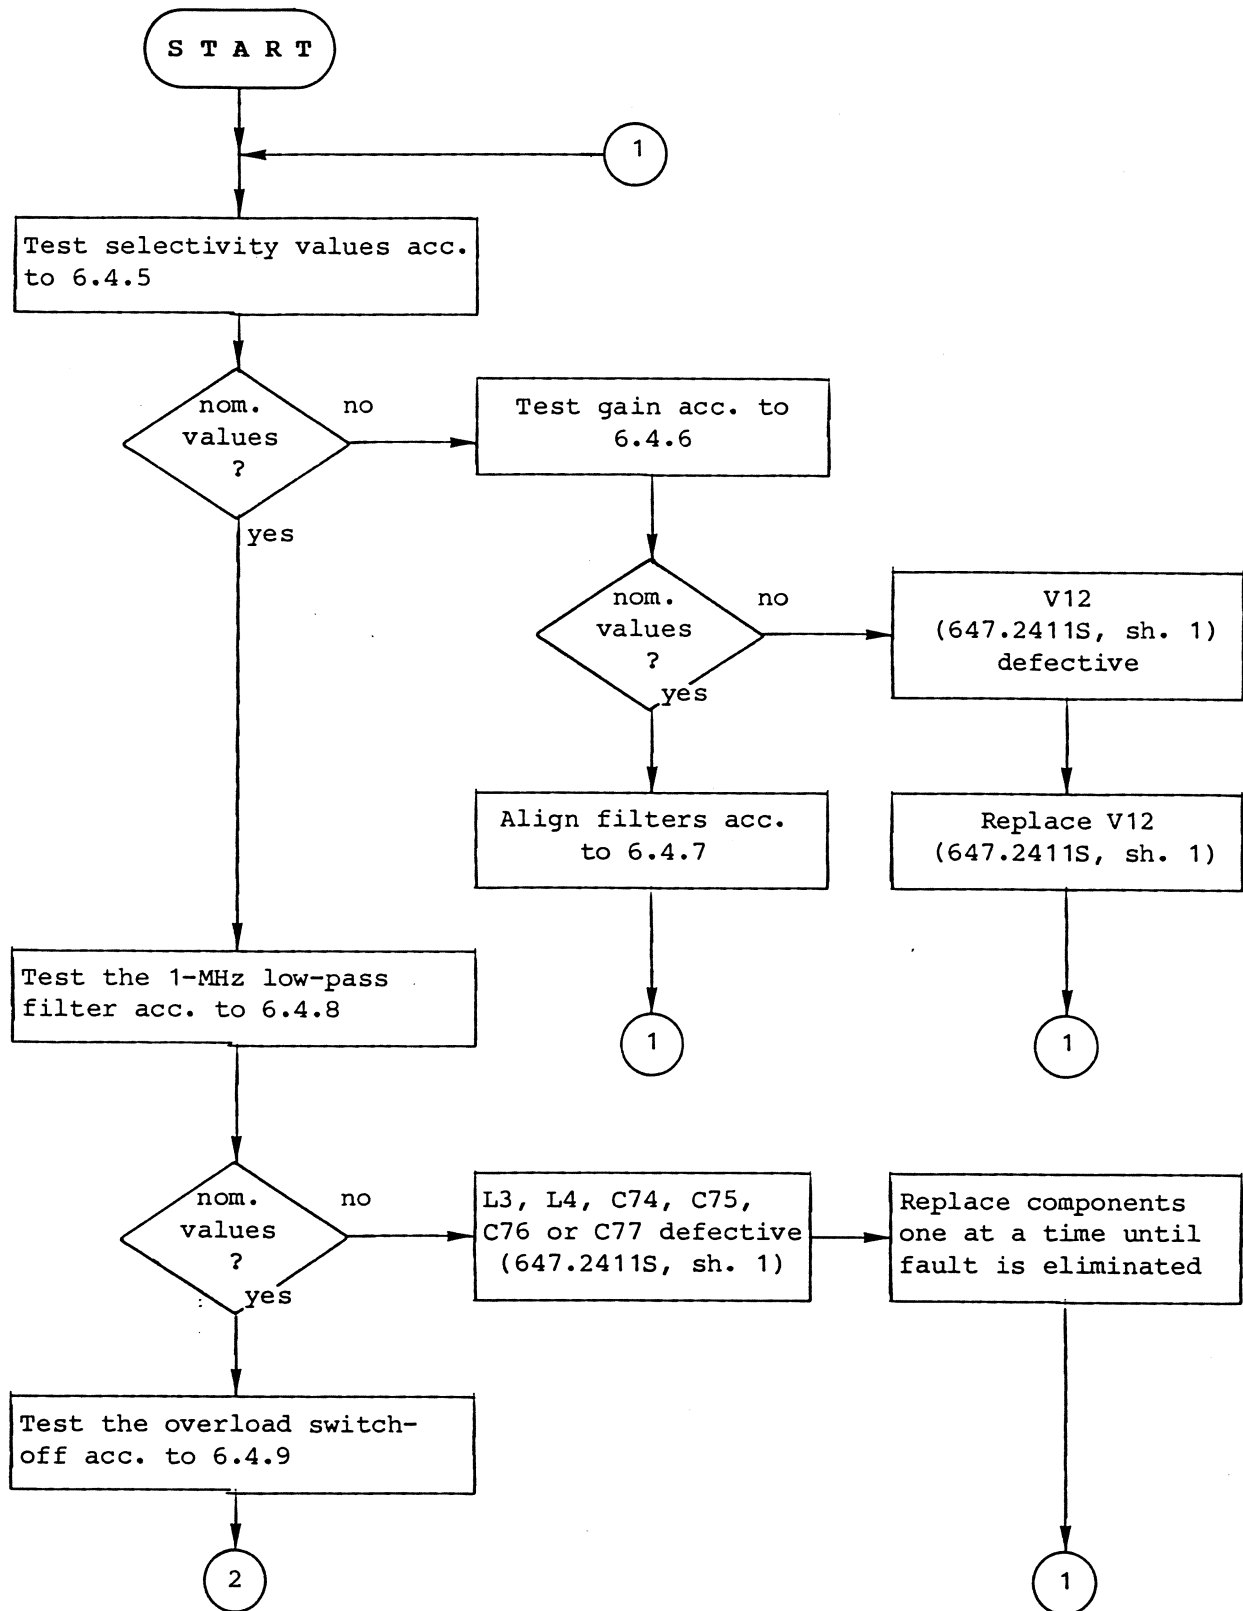 S T A R T
1
Test selectivity values acc.
to 6.4.5
nom.
values
?
no
yes
Test gain acc. to
6.4.6
nom.
values
?
no
yes
V12
(647.2411S, sh. 1)
defective
Align filters acc.
to 6.4.7
Replace V12
(647.2411S, sh. 1)
1
1
Test the 1-MHz low-pass
filter acc. to 6.4.8
nom.
values
?
no
yes
L3, L4, C74, C75,
C76 or C77 defective
(647.2411S, sh. 1)
Replace components
one at a time until
fault is eliminated
Test the overload switch-
off acc. to 6.4.9
2
1